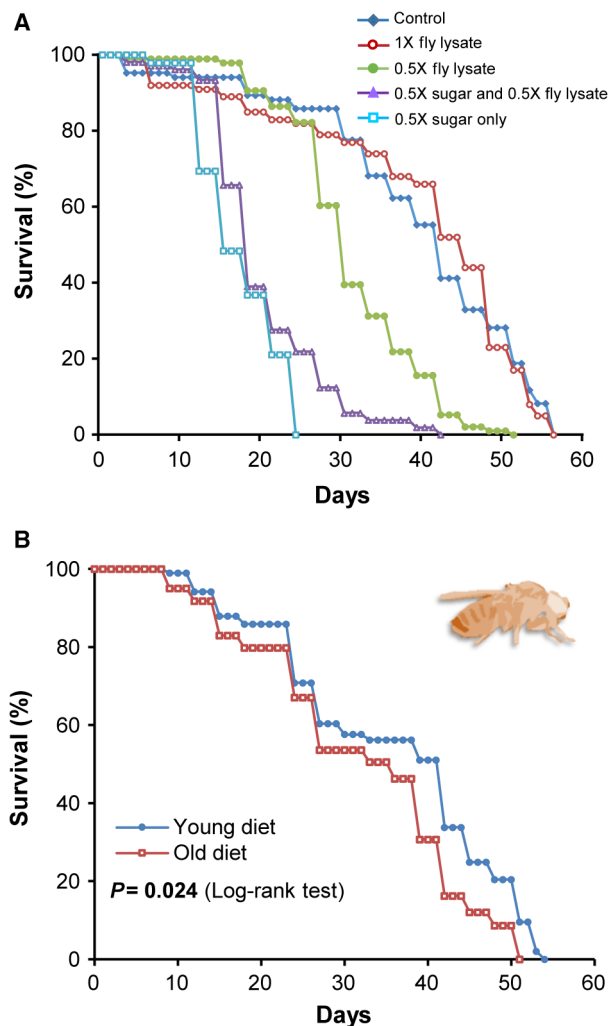 A
Control
1X fly lysate
0.5X fly lysate
0.5X sugar and 0.5X fly lysate
0.5X sugar only
Survival (%)
100
80
60
40
20
0
0 10 20 30 40 50 60
Days
B
Survival (%)
100
80
60
40
20
0
Young diet
Old diet
P= 0.024 (Log-rank test)
0 10 20 30 40 50 60
Days